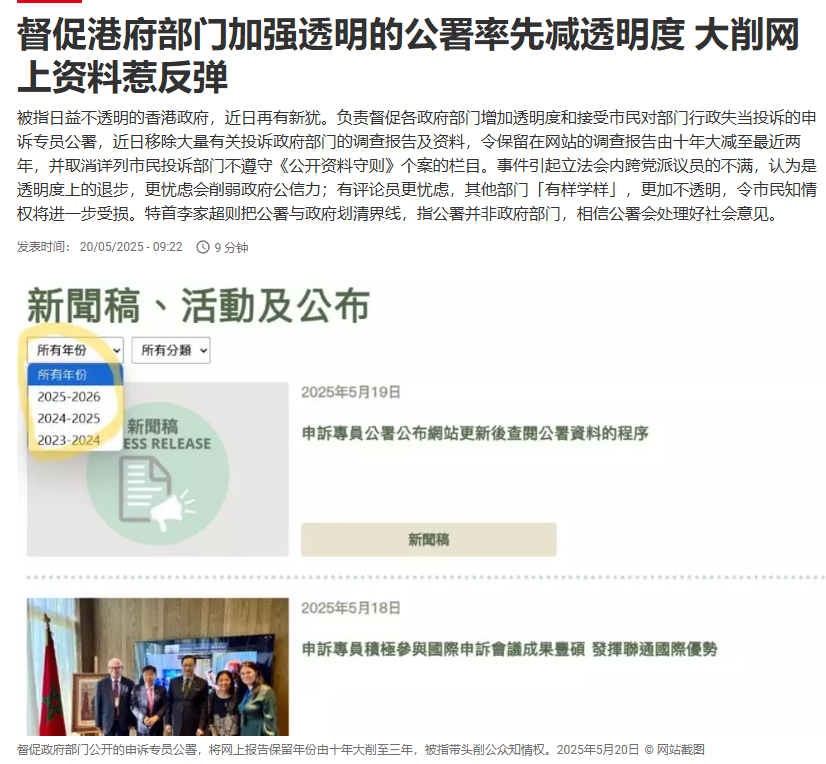 督促港府部门加强透明的公署率先减透明度 大削网
上资料惹反弹
被指日益不透明的香港政府，近日再有新犹。负责督促各政府部门增加透明度和接受市民对部门行政失当投诉的申
诉专员公署，近日移除大量有关投诉政府部门的调查报告及资料，令保留在网站的调查报告由十年大减至最近两
年，并取消详列市民投诉部门不遵守《公开资料守则》个案的栏目。事件引起立法会内跨党派议员的不满，认为是
透明度上的退步，更忧虑会削弱政府公信力；有评论员更忧虑，其他部门「有样学样」，更加不透明，令市民知情
权将进一步受损。特首李家超则把公署与政府划清界线，指公署并非政府部门，相信公署会处理好社会意见。
发表时间： 20/05/2025 - 09:22 9 分钟
新聞稿、活動及公布
所有年份 所有分類
所有年份
2025-2026
2024-2025
2023-2024
新聞稿
ESS RELEASE
2025年5月19日
申訴專員公署公布網站更新後查閱公署資料的程序
新聞稿
2025年5月18日
申訴專員積極參與國際申訴會議成果豐碩 發揮聯通國際優勢
督促政府部门公开的申诉专员公署，将网上报告保留年份由十年大削至三年，被指带头削公众知情权。2025年5月20日 © 网站截图